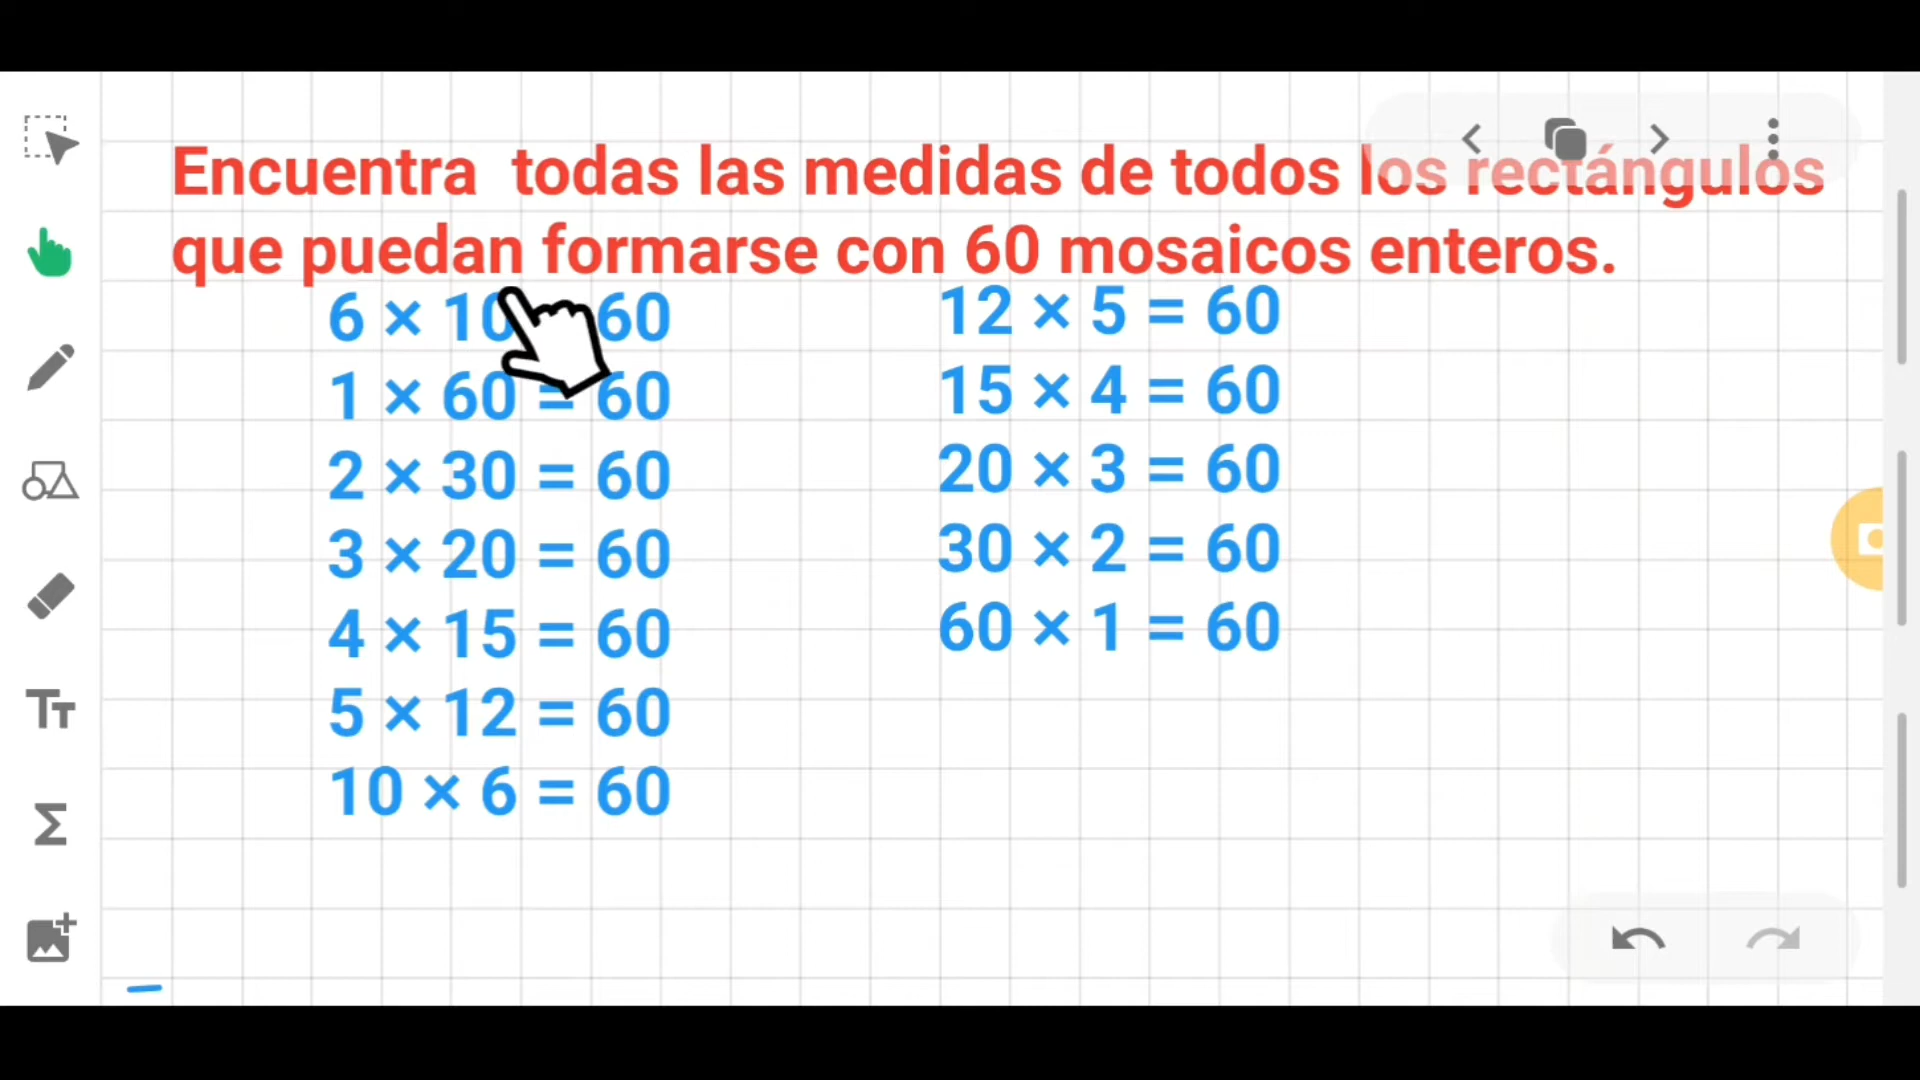 Encuentra todas las medidas de todos los rectángulos
que puedan formarse con 60 mosaicos enteros.
6 × 10 60
1 × 60 = 60
2 × 30 = 60
3 × 20 = 60
4 × 15 = 60
5 × 12 = 60
10 × 6 = 60
12 × 5 = 60
15 × 4 = 60
20 × 3 = 60
30 × 2 = 60
60 × 1 = 60
TT
Σ